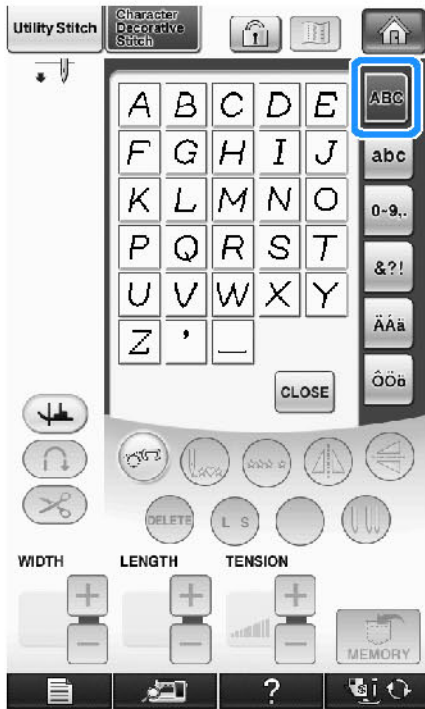 Utility Stitch
Character
Decorative
Stitch
A B C D E
ABC
F G H I J
abc
K L M N O
0~9,.
P Q R S T
&?!
U V W X Y
ÄÁä
Z ' _
ÔÖö
CLOSE
DELETE
L S
WIDTH
LENGTH
TENSION
+ + +
− − −
MEMORY
?